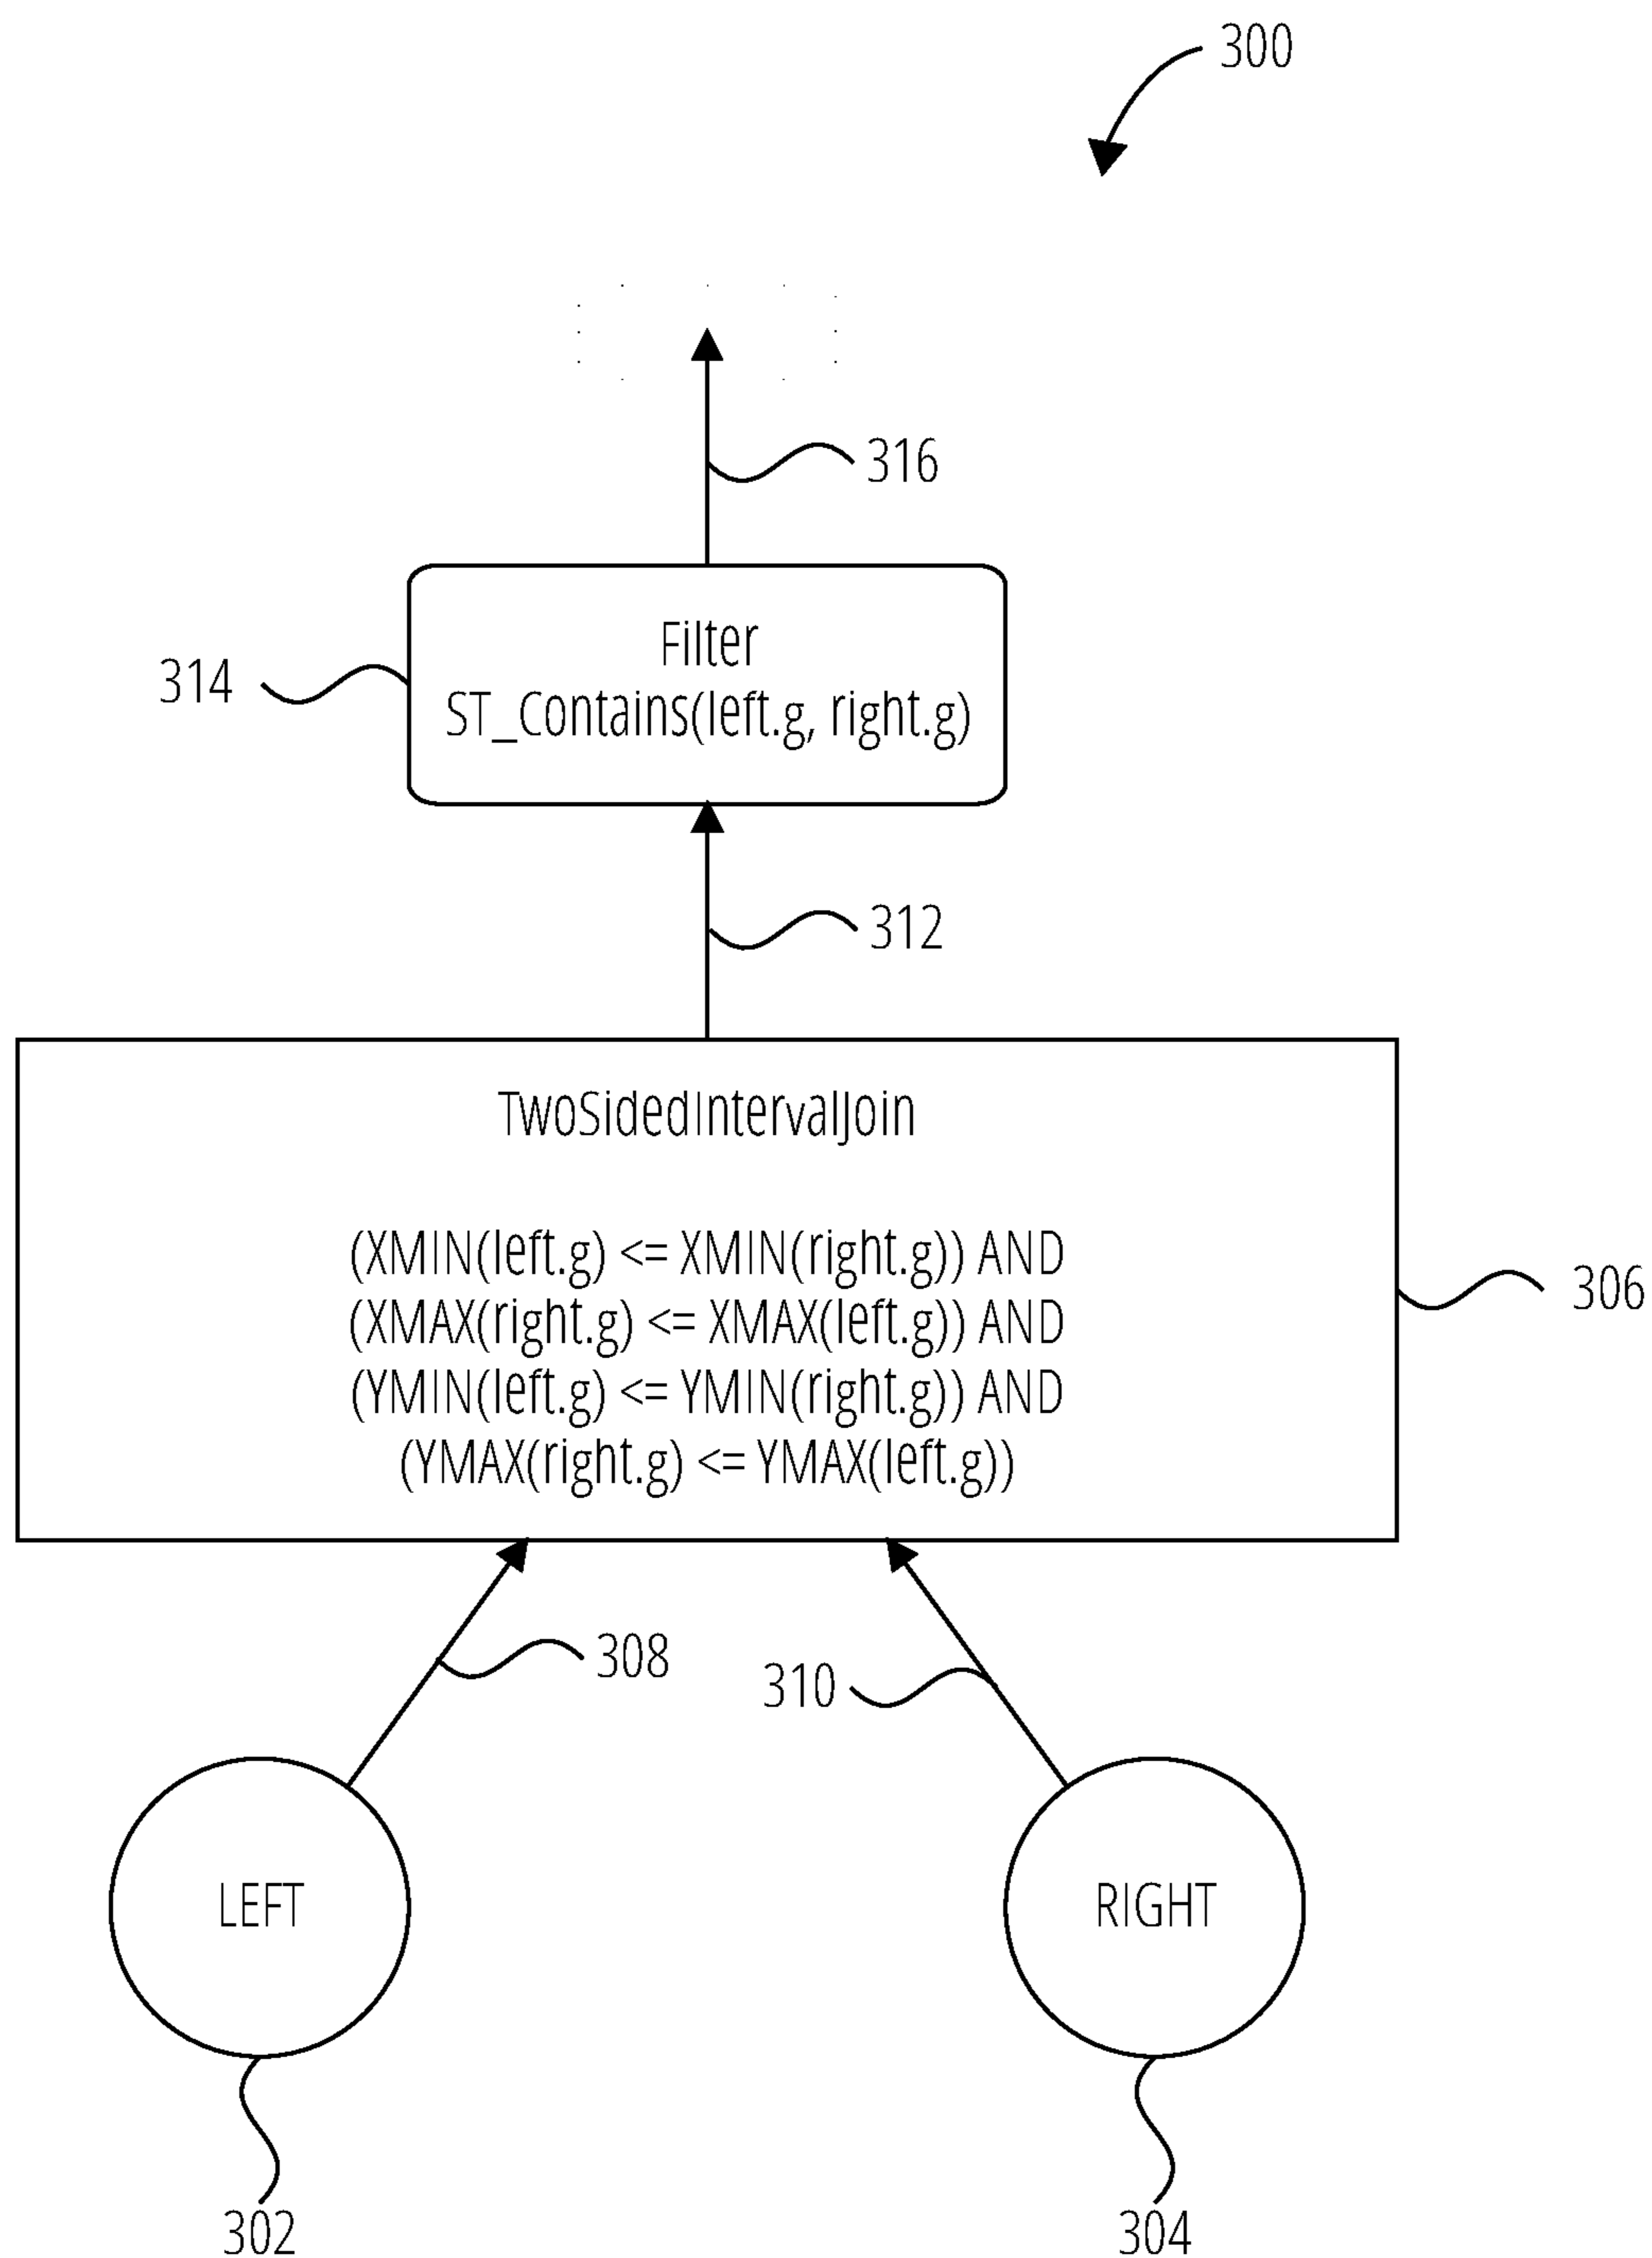 300
316
Filter
314
ST_Contains(left.g, right.g)
312
TwoSidedIntervalJoin
(XMIN(left.g) <= XMIN(right.g)) AND
306
(XMAX(right.g) <= XMAX(left.g)) AND
(YMIN(left.g) <= YMIN(right.g)) AND
(YMAX(right.g) <= YMAX(left.g))
308
310
LEFT
RIGHT
302
304